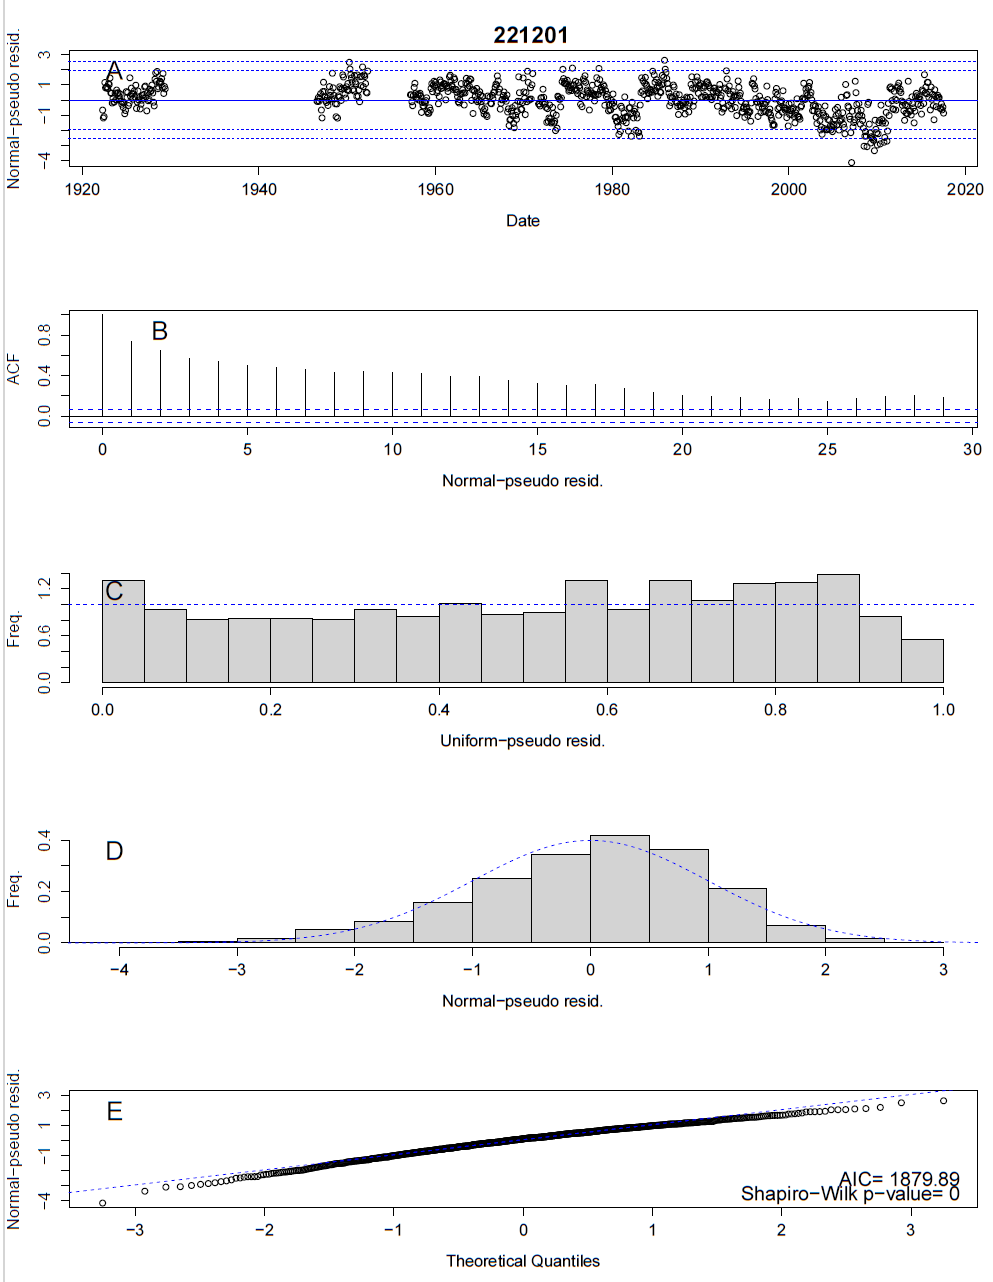 221201
A
Normal−pseudo resid.
3
1
−1
−4
1920 1940 1960 1980 2000 2020
Date
B
ACF
0.8
0.4
0.0
0 5 10 15 20 25 30
Normal−pseudo resid.
C
Freq.
1.2
0.6
0.0
0.0 0.2 0.4 0.6 0.8 1.0
Uniform−pseudo resid.
D
Freq.
0.4
0.2
0.0
−4 −3 −2 −1 0 1 2 3
Normal−pseudo resid.
E
Normal−pseudo resid.
3
1
−1
−4
AIC= 1879.89
Shapiro−Wilk p−value= 0
−3 −2 −1 0 1 2 3
Theoretical Quantiles